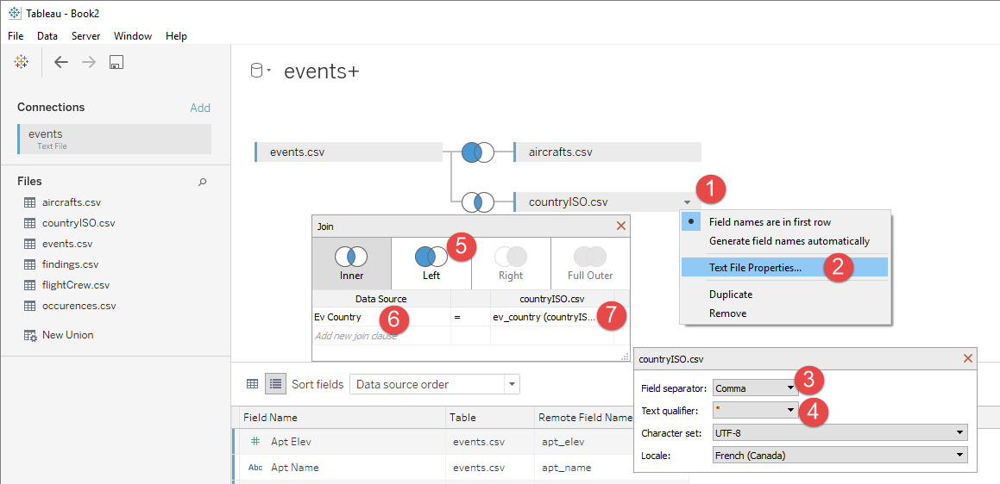 Tableau - Book2
File Data Server Window Help
events+
Connections Add
events
Text File
events.csv aircrafts.csv
Files
aircrafts.csv
countryISO.csv
events.csv
findings.csv
flightCrew.csv
occurences.csv
New Union
countryISO.csv 1
Field names are in first row
Generate field names automatically
Text File Properties... 2
Duplicate
Remove
Join
5
Inner Left Right Full Outer
Data Source countryISO.csv
Ev Country 6 = ev_country (countryIS... 7
Add new join clause
countryISO.csv
Field separator: Comma 3
Text qualifier: " 4
Character set: UTF-8
Locale: French (Canada)
Sort fields Data source order
Field Name Table Remote Field Name
# Apt Elev events.csv apt_elev
Abc Apt Name events.csv apt_name